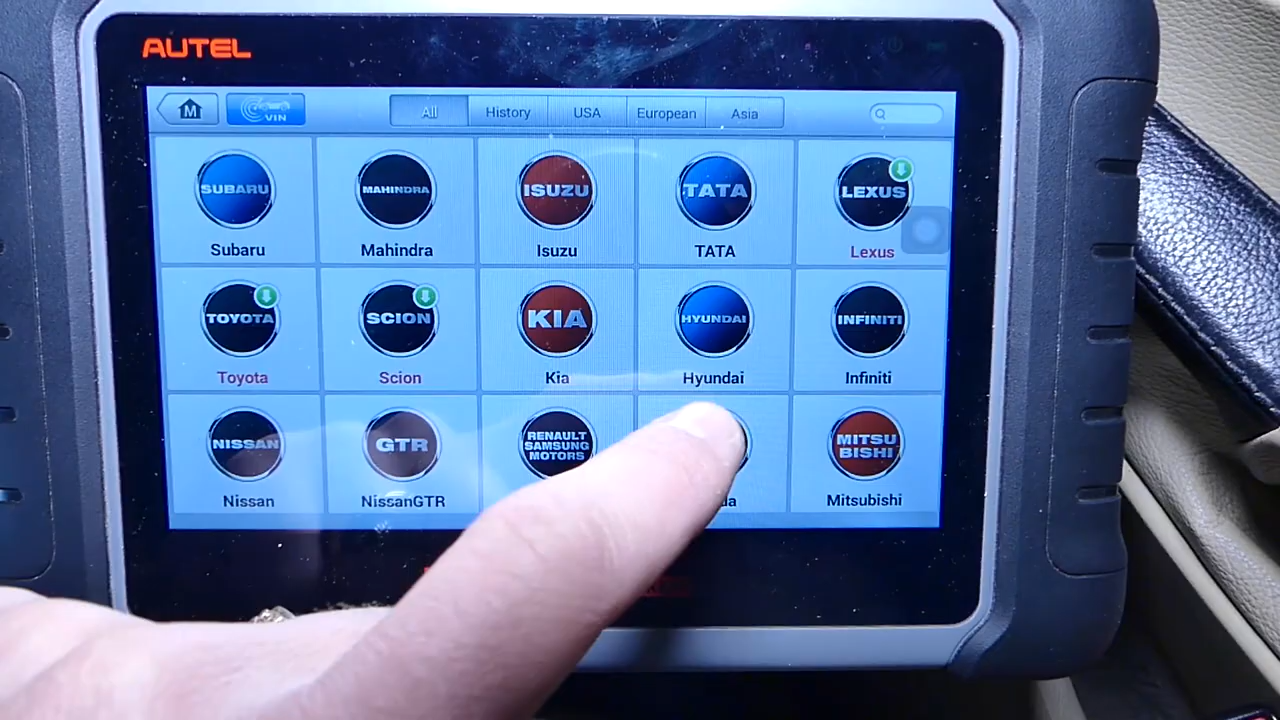 AUTEL
M
VIN
All
History
USA
European
Asia
SUBARU
MAHINDRA
ISUZU
TATA
LEXUS
Subaru
Mahindra
Isuzu
TATA
Lexus
TOYOTA
SCION
KIA
HYUNDAI
INFINITI
Toyota
Scion
Kia
Hyundai
Infiniti
NISSAN
GTR
RENAULT
SAMSUNG
MOTORS
MITSU
BISHI
Nissan
NissanGTR
Mitsubishi